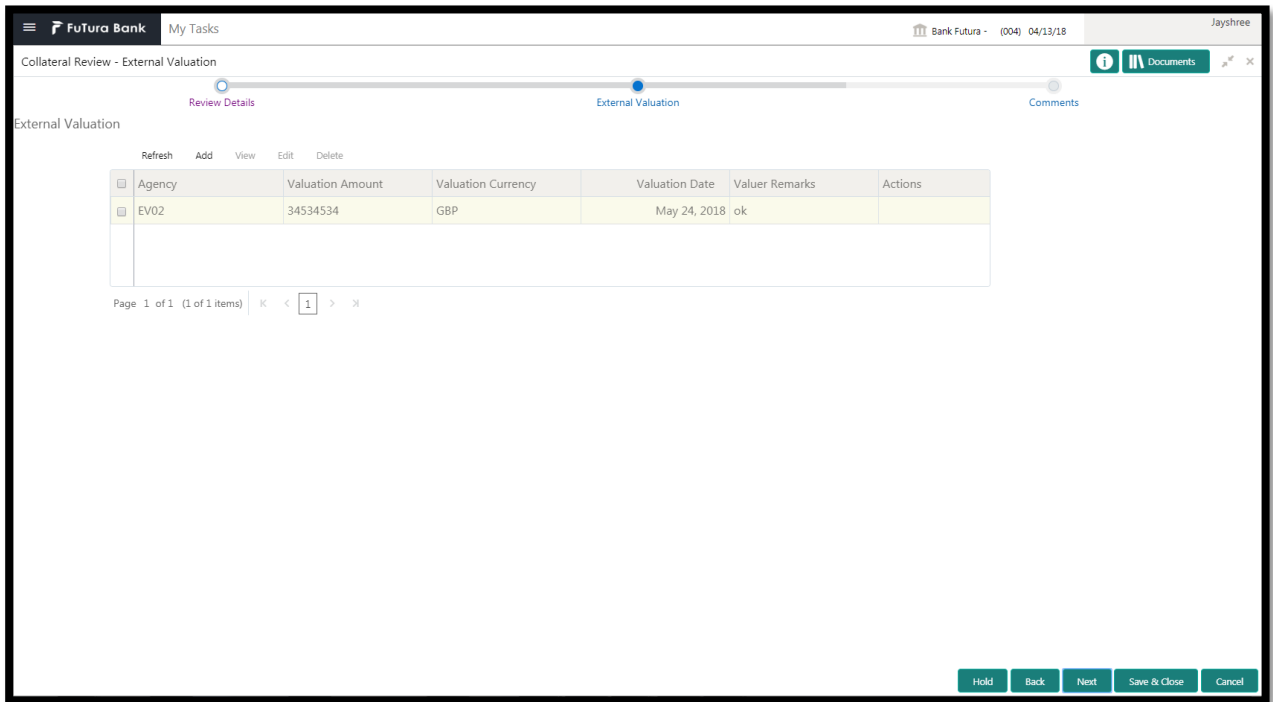 FuTura Bank My Tasks Bank Futura - (004) 04/13/18 Jayshree
Collateral Review - External Valuation i Documents
Review Details External Valuation Comments
External Valuation
Refresh Add View Edit Delete
Agency Valuation Amount Valuation Currency Valuation Date Valuer Remarks Actions
EV02 34534534 GBP May 24, 2018 ok
Page 1 of 1 (1 of 1 items) 1
Hold Back Next Save & Close Cancel